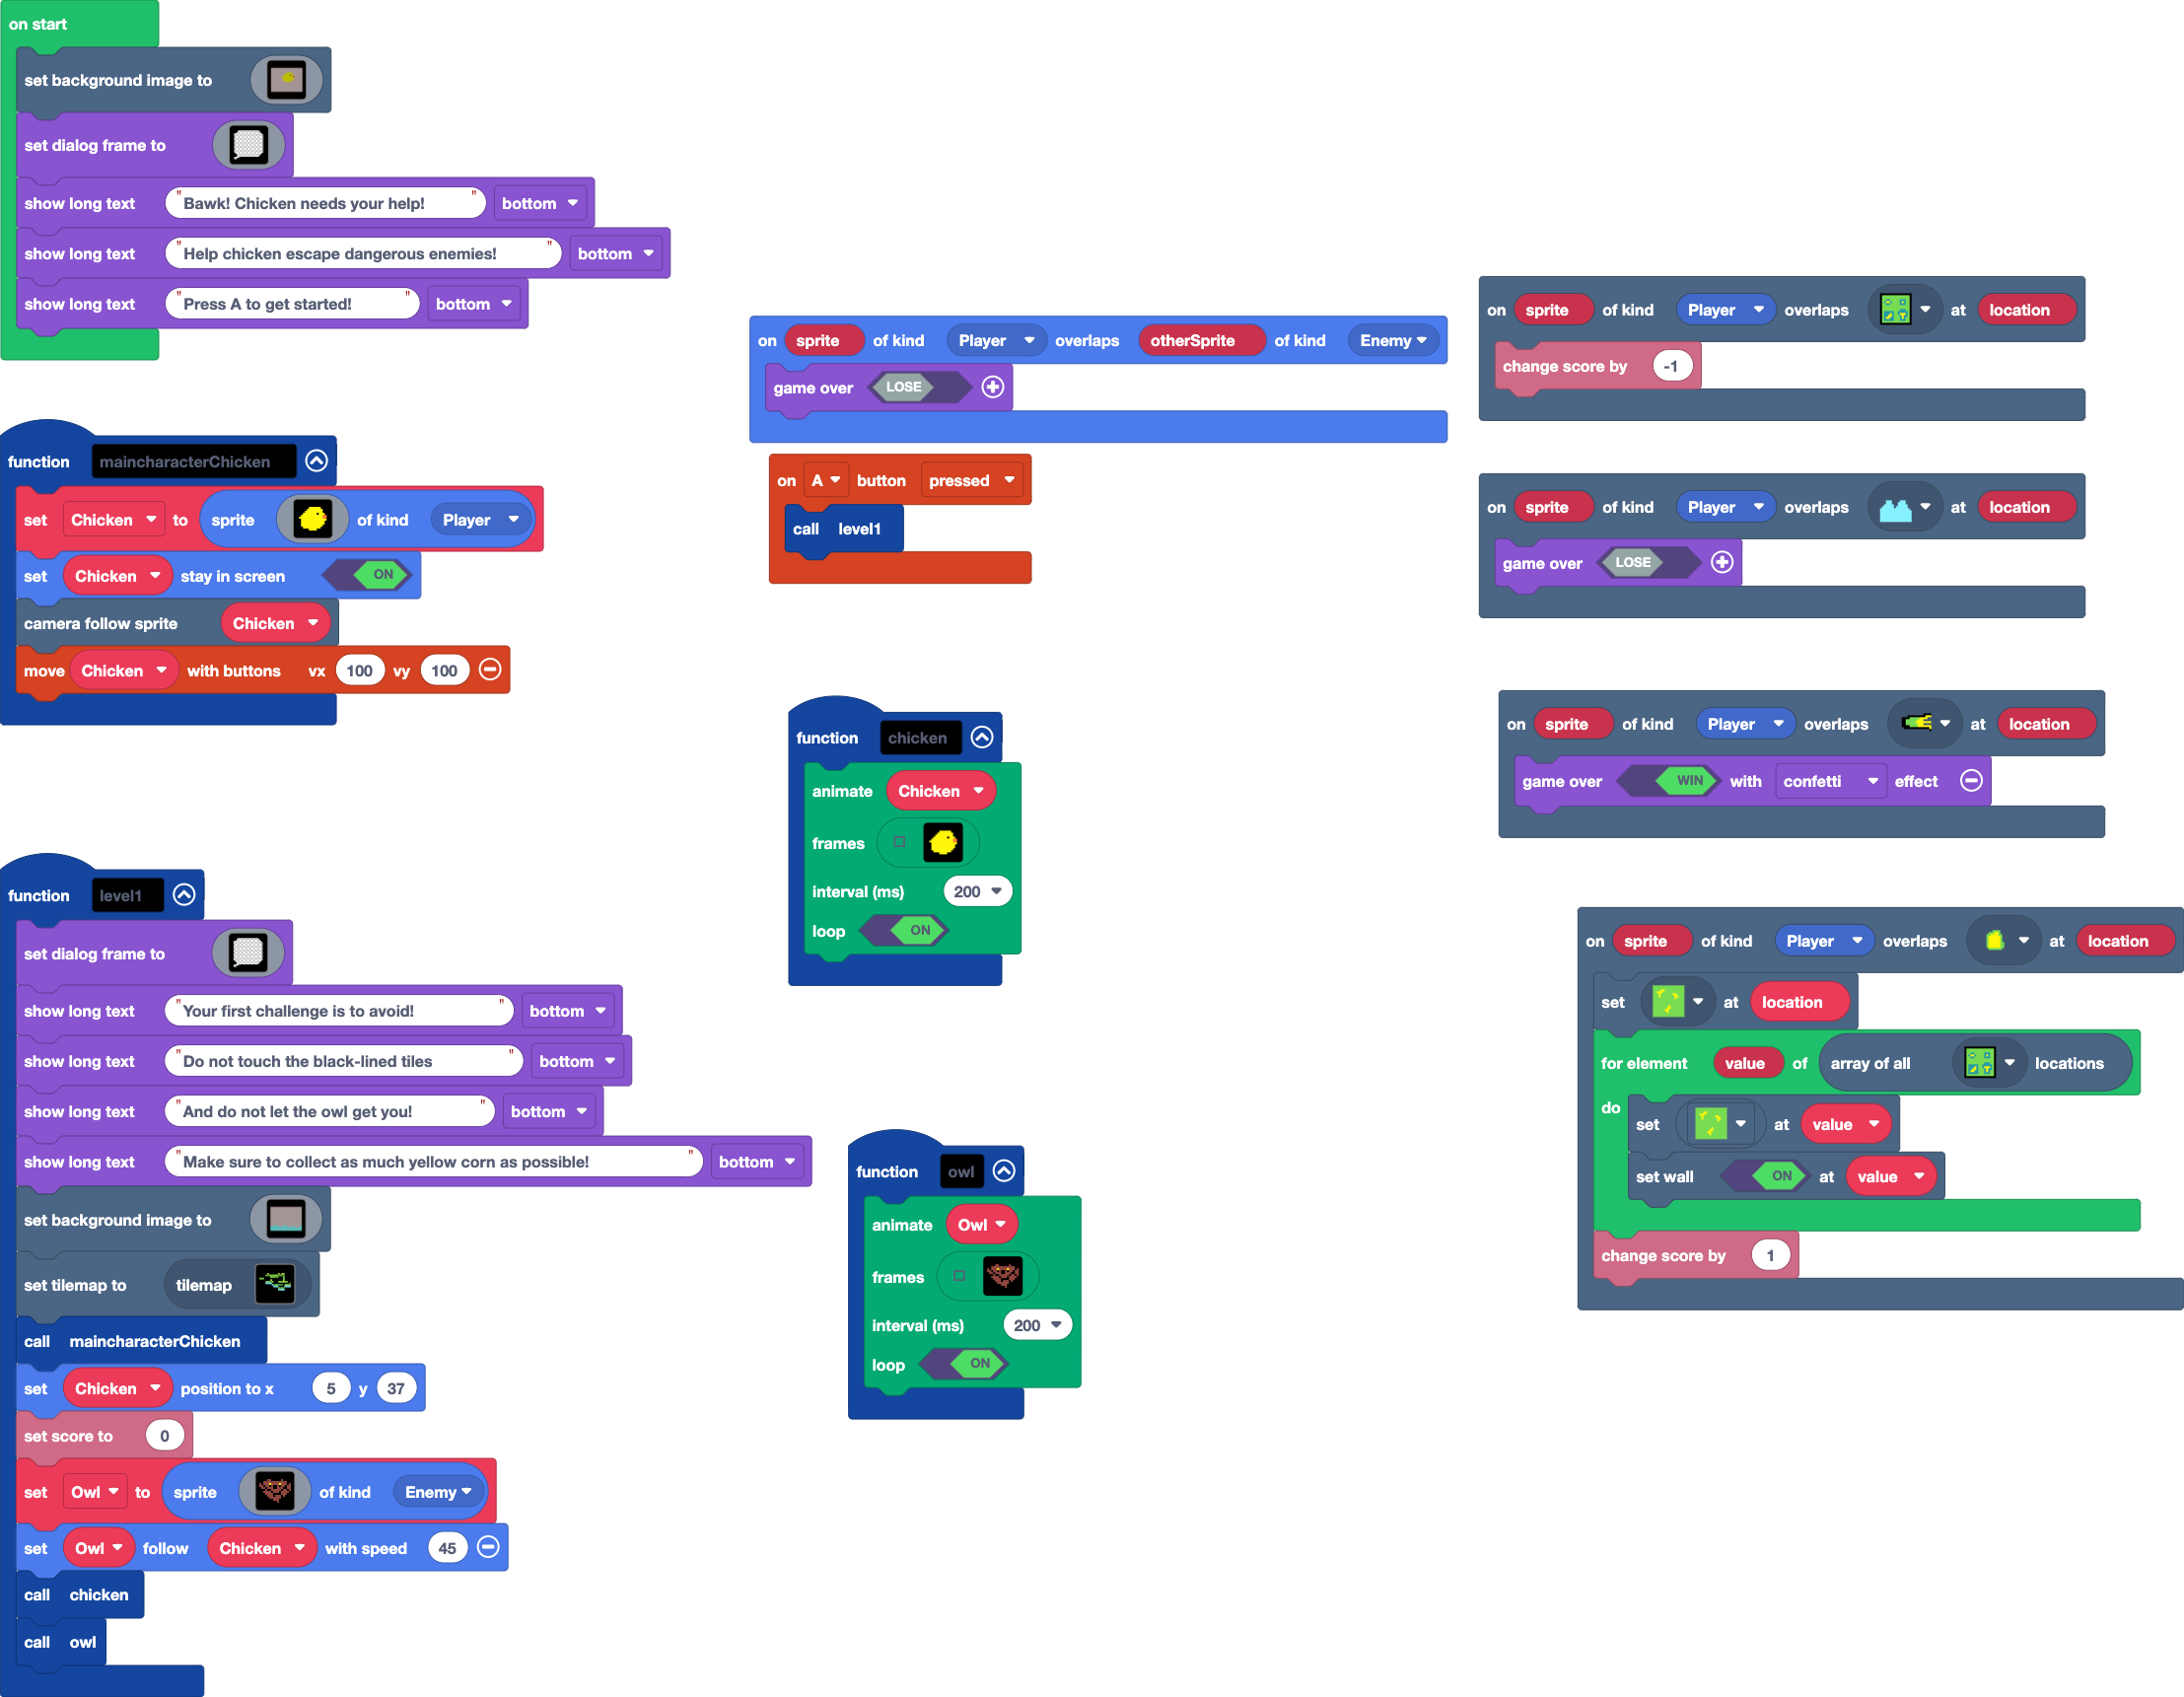 on start
set background image to
set dialog frame to
show long text "Bawk! Chicken needs your help!" bottom
show long text "Help chicken escape dangerous enemies!" bottom
show long text "Press A to get started!" bottom
function maincharacterChicken
set Chicken to sprite of kind Player
set Chicken stay in screen ON
camera follow sprite Chicken
move Chicken with buttons vx 100 vy 100
function level1
set dialog frame to
show long text "Your first challenge is to avoid!" bottom
show long text "Do not touch the black-lined tiles" bottom
show long text "And do not let the owl get you!" bottom
show long text "Make sure to collect as much yellow corn as possible!" bottom
set background image to
set tilemap to tilemap
call maincharacterChicken
set Chicken position to x 5 y 37
set score to 0
set Owl to sprite of kind Enemy
set Owl follow Chicken with speed 45
call chicken
call owl
on sprite of kind Player overlaps otherSprite of kind Enemy
game over LOSE
on A button pressed
call level1
function chicken
animate Chicken
frames
interval (ms) 200
loop ON
function owl
animate Owl
frames
interval (ms) 200
loop ON
on sprite of kind Player overlaps at location
change score by -1
on sprite of kind Player overlaps at location
game over LOSE
on sprite of kind Player overlaps at location
game over WIN with confetti effect
on sprite of kind Player overlaps at location
set at location
for element value of array of all locations
do set at value
set wall ON at value
change score by 1